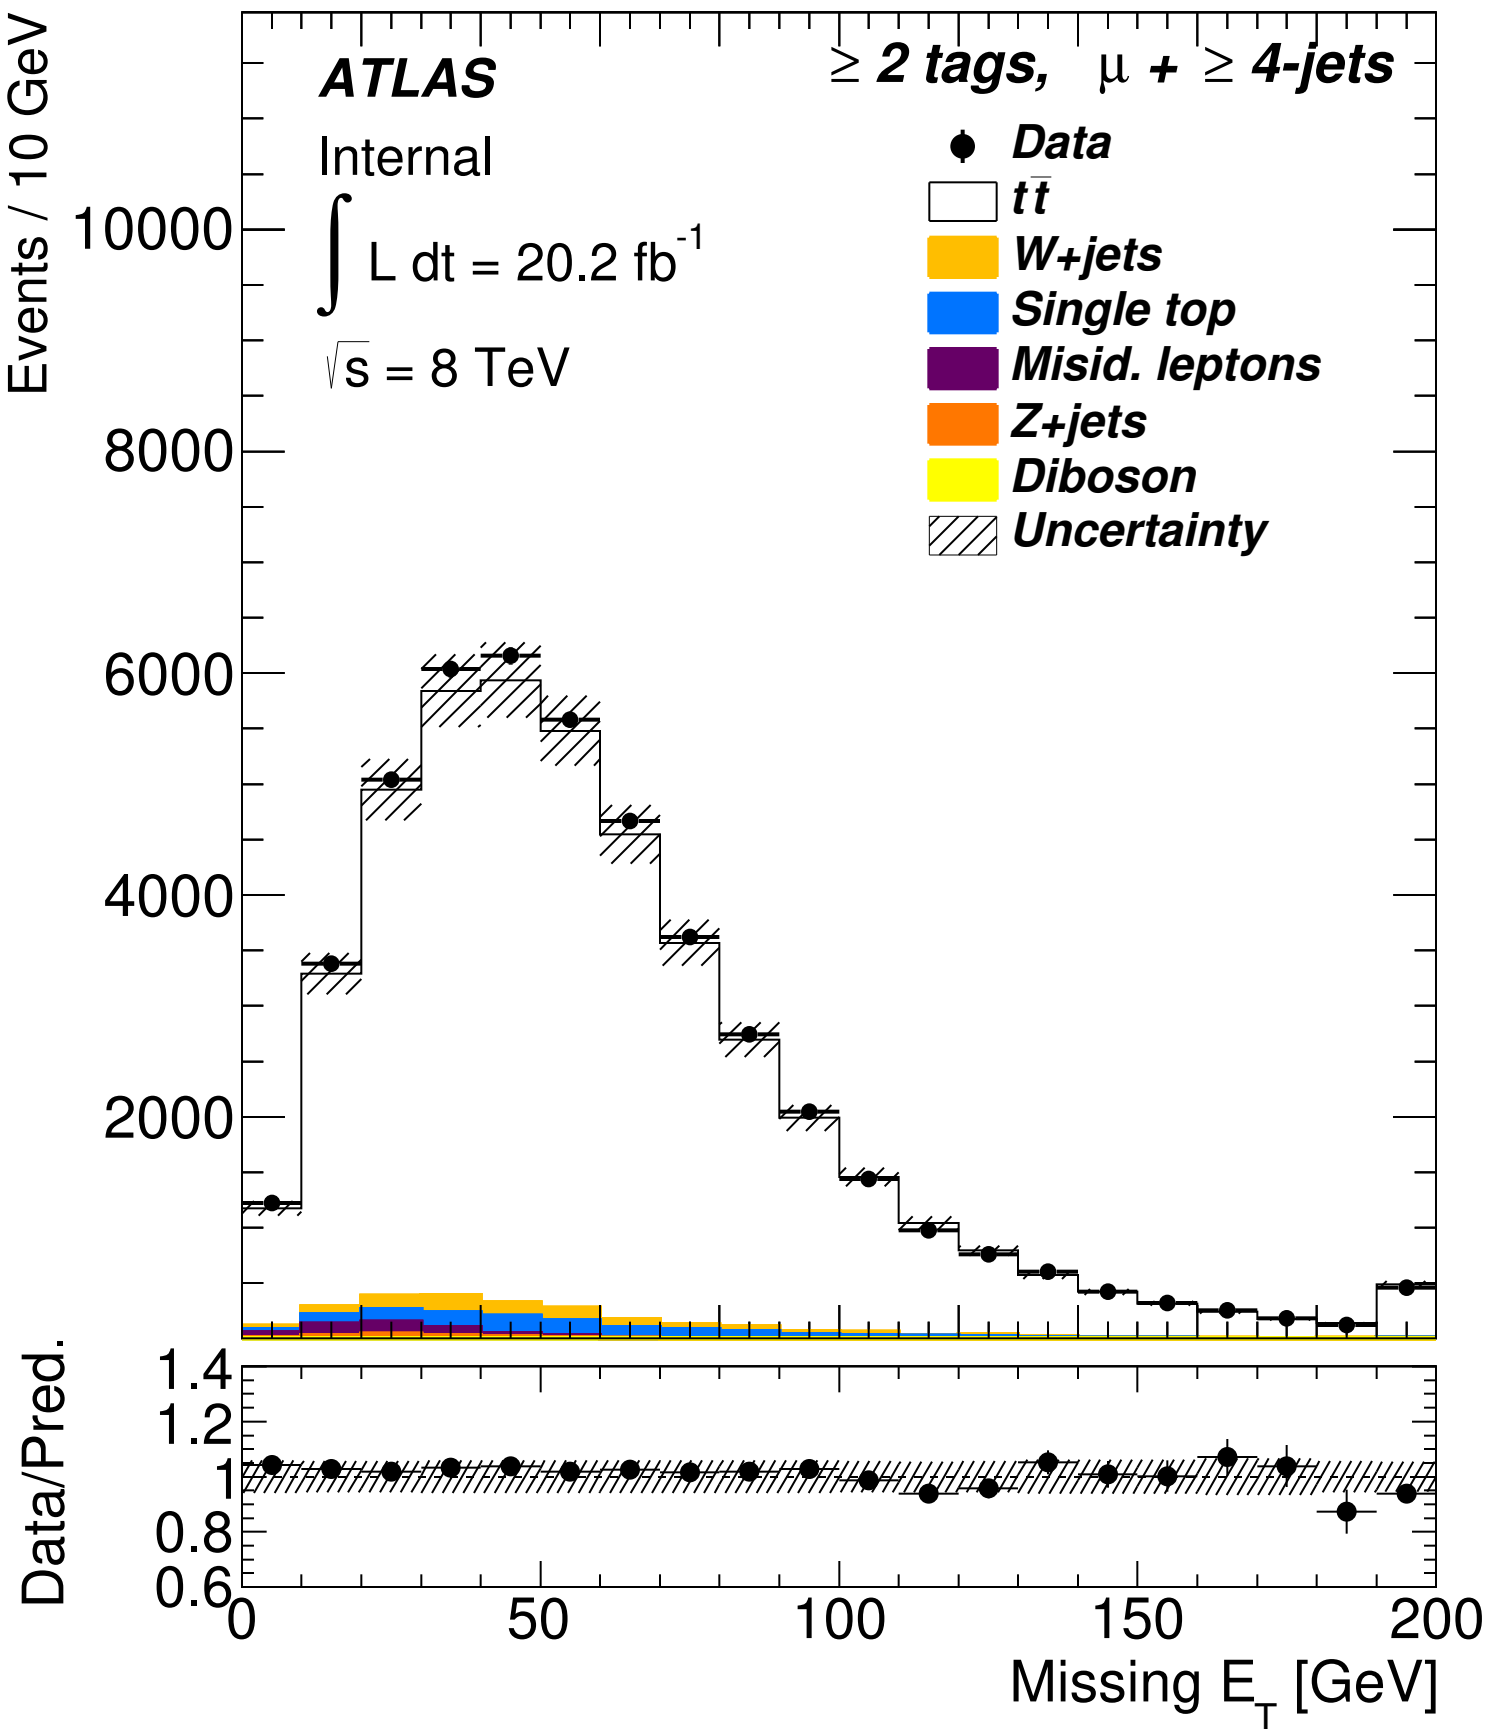 Events / 10 GeV
ATLAS
≥ 2 tags, μ + ≥ 4-jets
Internal
∫ L dt = 20.2 fb⁻¹
√s = 8 TeV
Data
tt̄
W+jets
Single top
Misid. leptons
Z+jets
Diboson
Uncertainty
10000
8000
6000
4000
2000
Data/Pred.
1.4
1.2
1
0.8
0.6
0 50 100 150 200
Missing E_T [GeV]